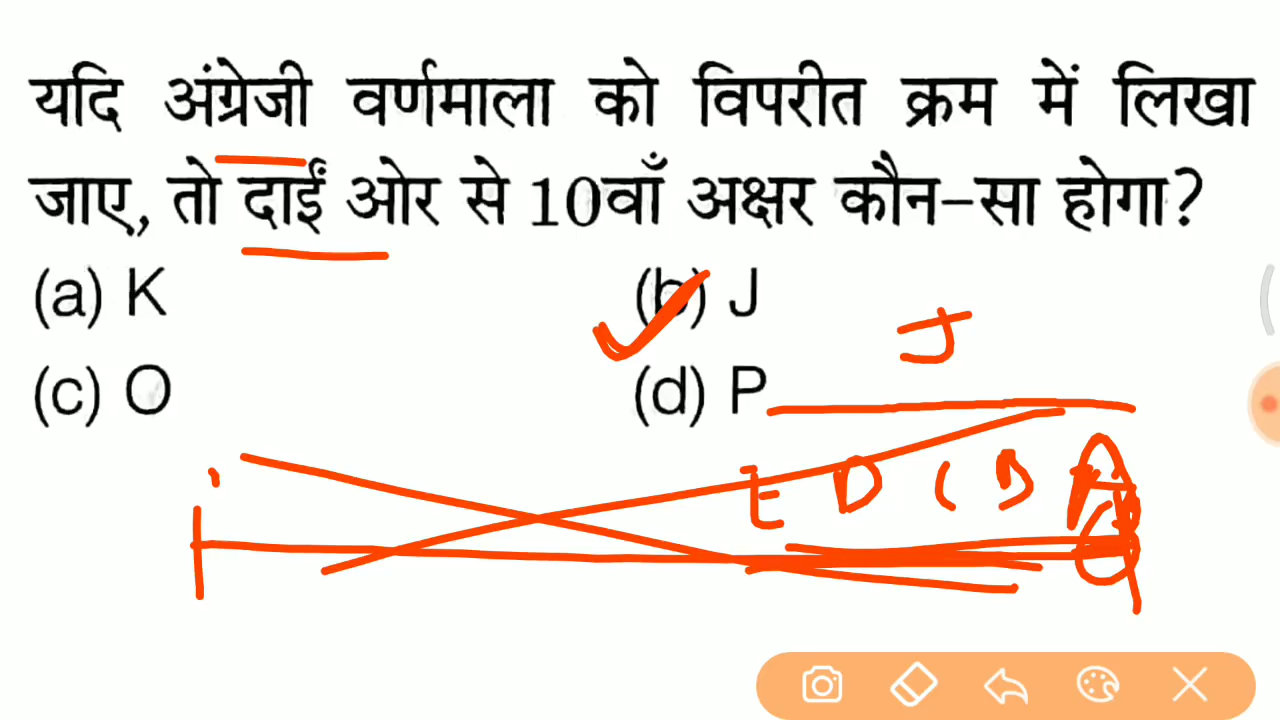 यदि अंग्रेजी वर्णमाला को विपरीत क्रम में लिखा
जाए, तो दाईं ओर से 10वाँ अक्षर कौन-सा होगा?
(a) K (b) J
J
(c) O (d) P
E D C B A